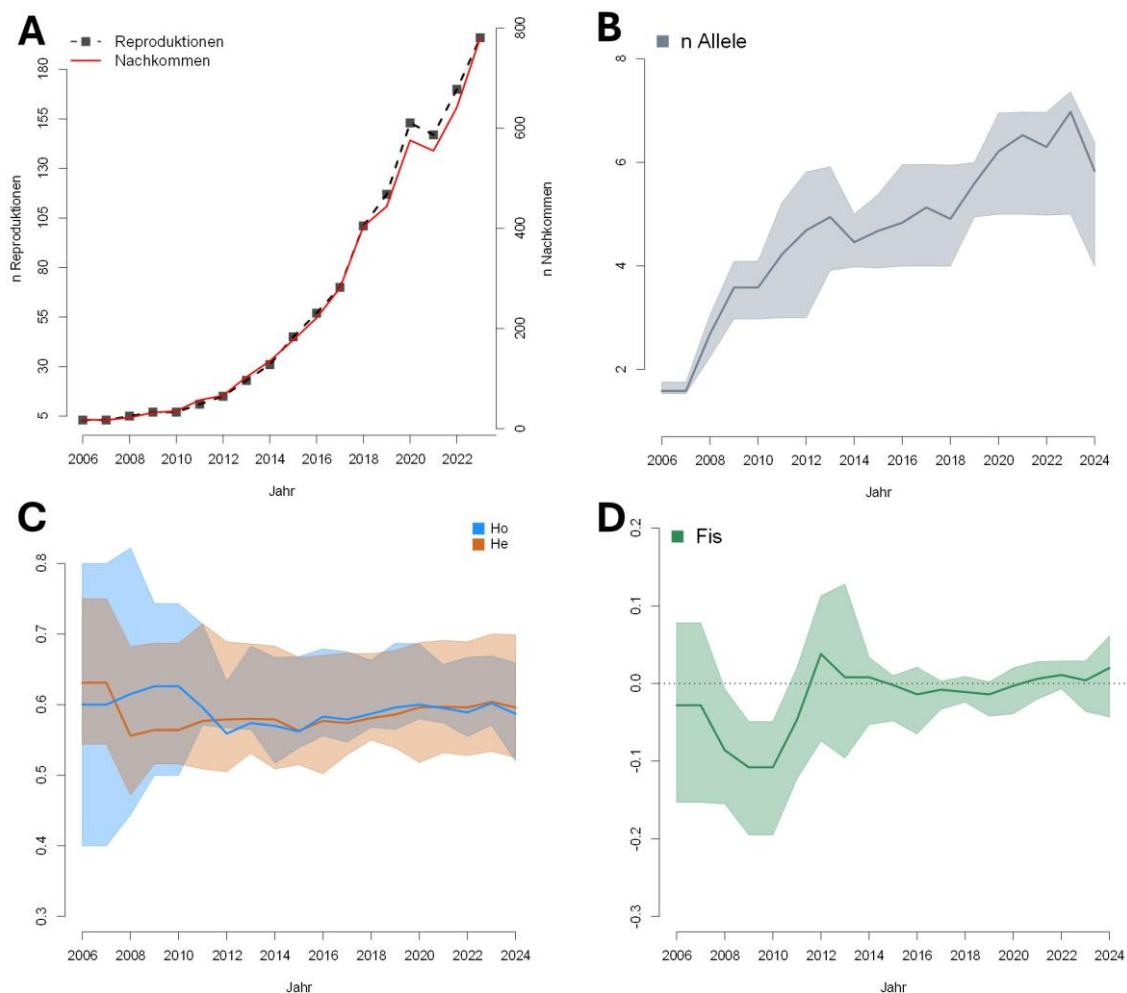 A
Reproduktionen
Nachkommen
n Reproduktionen
180
155
130
105
80
55
30
5
n Nachkommen
800
600
400
200
0
2006 2008 2010 2012 2014 2016 2018 2020 2022
Jahr
B
n Allele
8
6
4
2
2006 2008 2010 2012 2014 2016 2018 2020 2022 2024
Jahr
C
Ho
He
0.8
0.7
0.6
0.5
0.4
0.3
2006 2008 2010 2012 2014 2016 2018 2020 2022 2024
Jahr
D
Fis
0.2
0.1
0.0
-0.1
-0.2
-0.3
2006 2008 2010 2012 2014 2016 2018 2020 2022 2024
Jahr